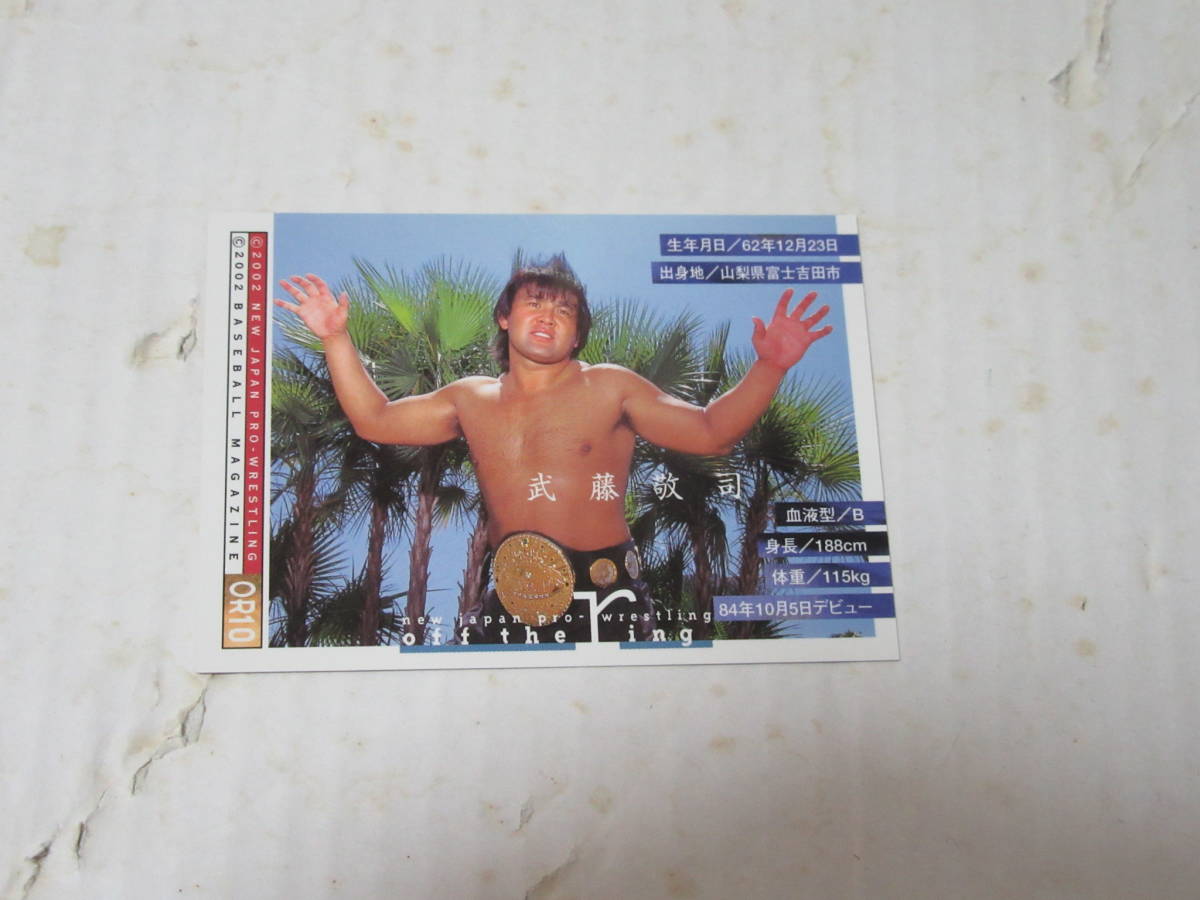 生年月日／62年12月23日
出身地／山梨県富士吉田市
©2002 NEW JAPAN PRO-WRESTLING
©2002 BASEBALL MAGAZINE
OR10
武藤敬司
血液型／B
身長／188cm
体重／115kg
84年10月5日デビュー
new japan pro-wrestling
off the ring